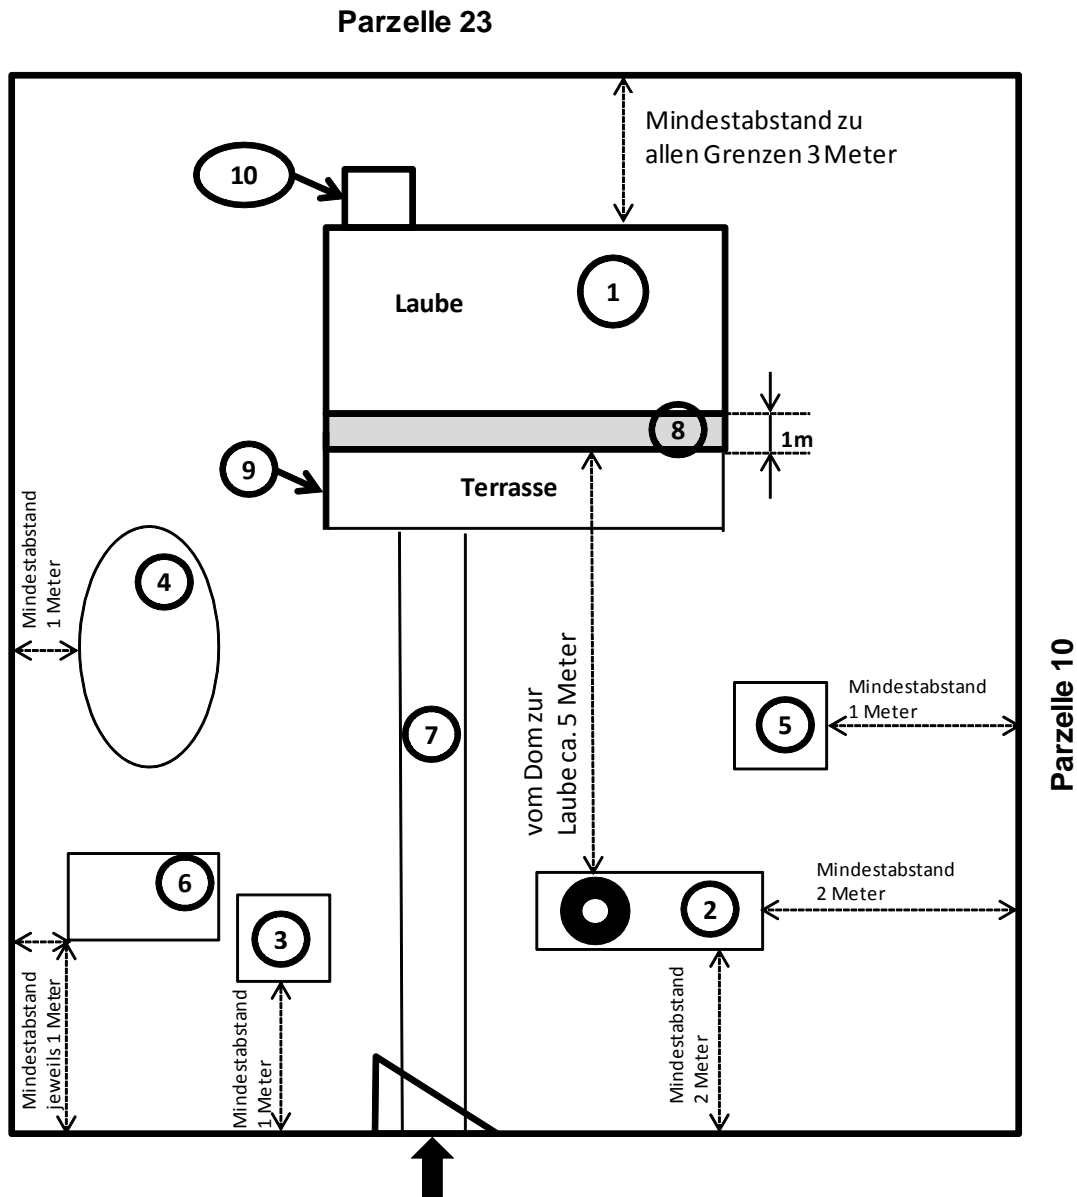 Parzelle 23
Mindestabstand zu
allen Grenzen 3 Meter
10
1
Laube
8
1m
9
Terrasse
Mindestabstand
1 Meter
4
vom Dom zur
Laube ca. 5 Meter
7
5
Mindestabstand
1 Meter
Parzelle 10
6
3
2
Mindestabstand
2 Meter
Mindestabstand
jeweils 1 Meter
Mindestabstand
1 Meter
Mindestabstand
2 Meter